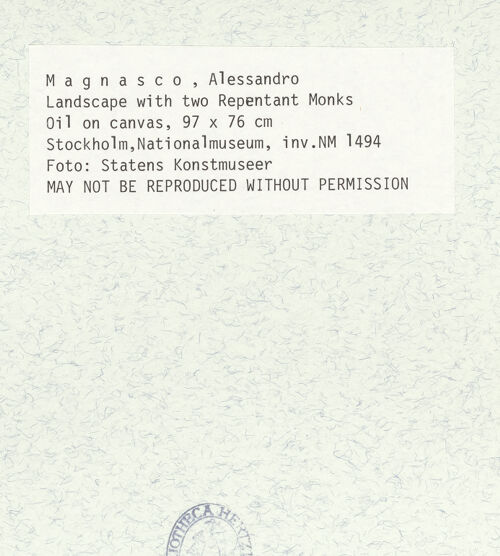 M a g n a s c o , Alessandro
Landscape with two Repentant Monks
Oil on canvas, 97 x 76 cm
Stockholm,Nationalmuseum, inv.NM 1494
Foto: Statens Konstmuseer
MAY NOT BE REPRODUCED WITHOUT PERMISSION